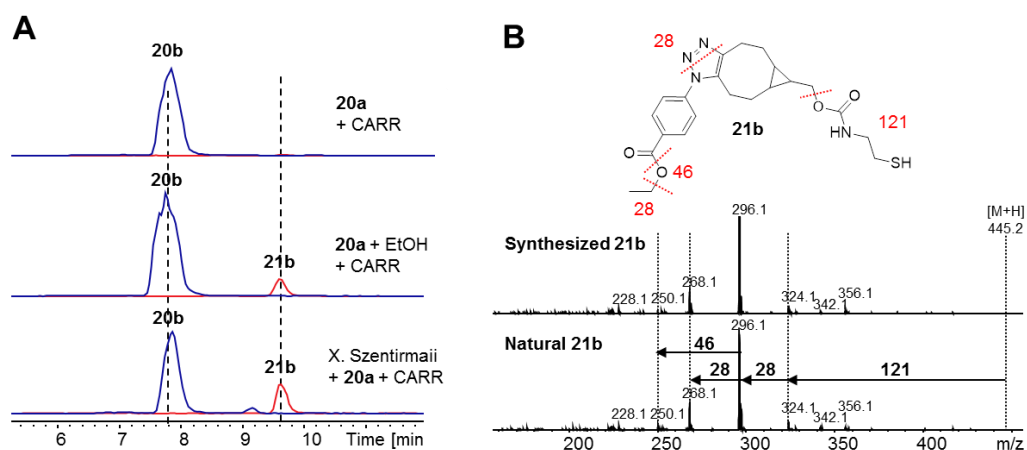 A
20b
20a
+ CARR
20b
21b
20a + EtOH
+ CARR
20b
21b
X. Szentirmaii
+ 20a + CARR
6 7 8 9 10 Time [min
B
28
N
N
N
O
O
HN
121
SH
21b
O
O
46
28
[M+H]
445.2
Synthesized 21b
296.1
228.1 250.1 268.1 324.1 342.1 356.1
Natural 21b
296.1
46
28 28 121
228.1 250.1 268.1 324.1 342.1 356.1
200 250 300 350 400 m/z